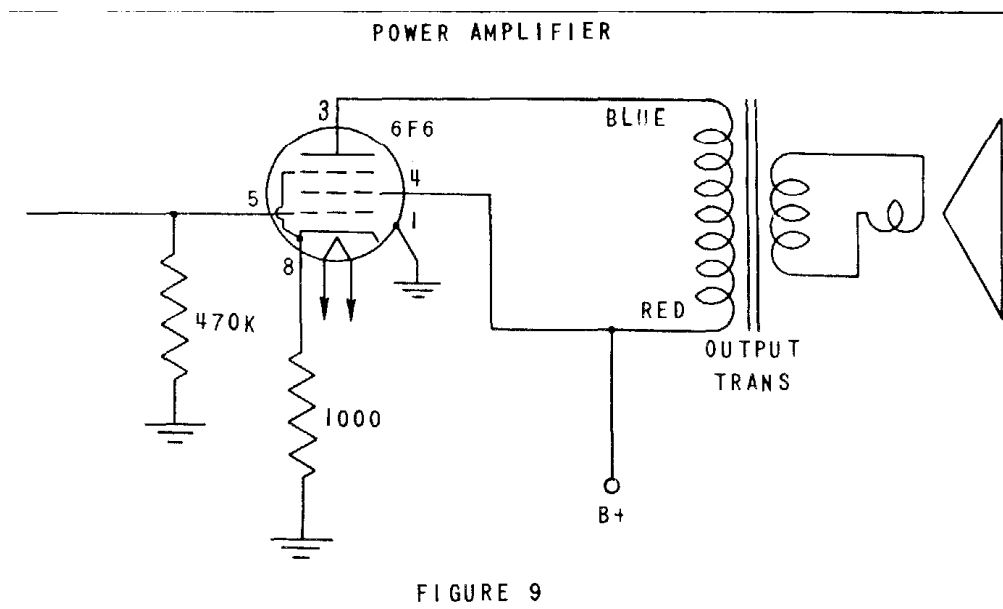 POWER AMPLIFIER
3
6F6
BLUE
4
5
1
8
470K
RED
OUTPUT
TRANS
1000
B+
FIGURE 9